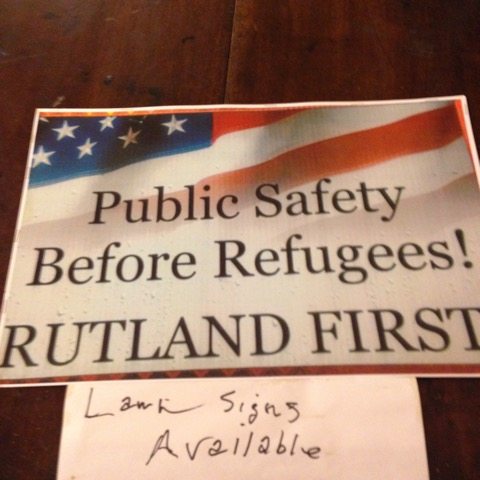 Public Safety
Before Refugees!
RUTLAND FIRST
Lawn Signs
Available